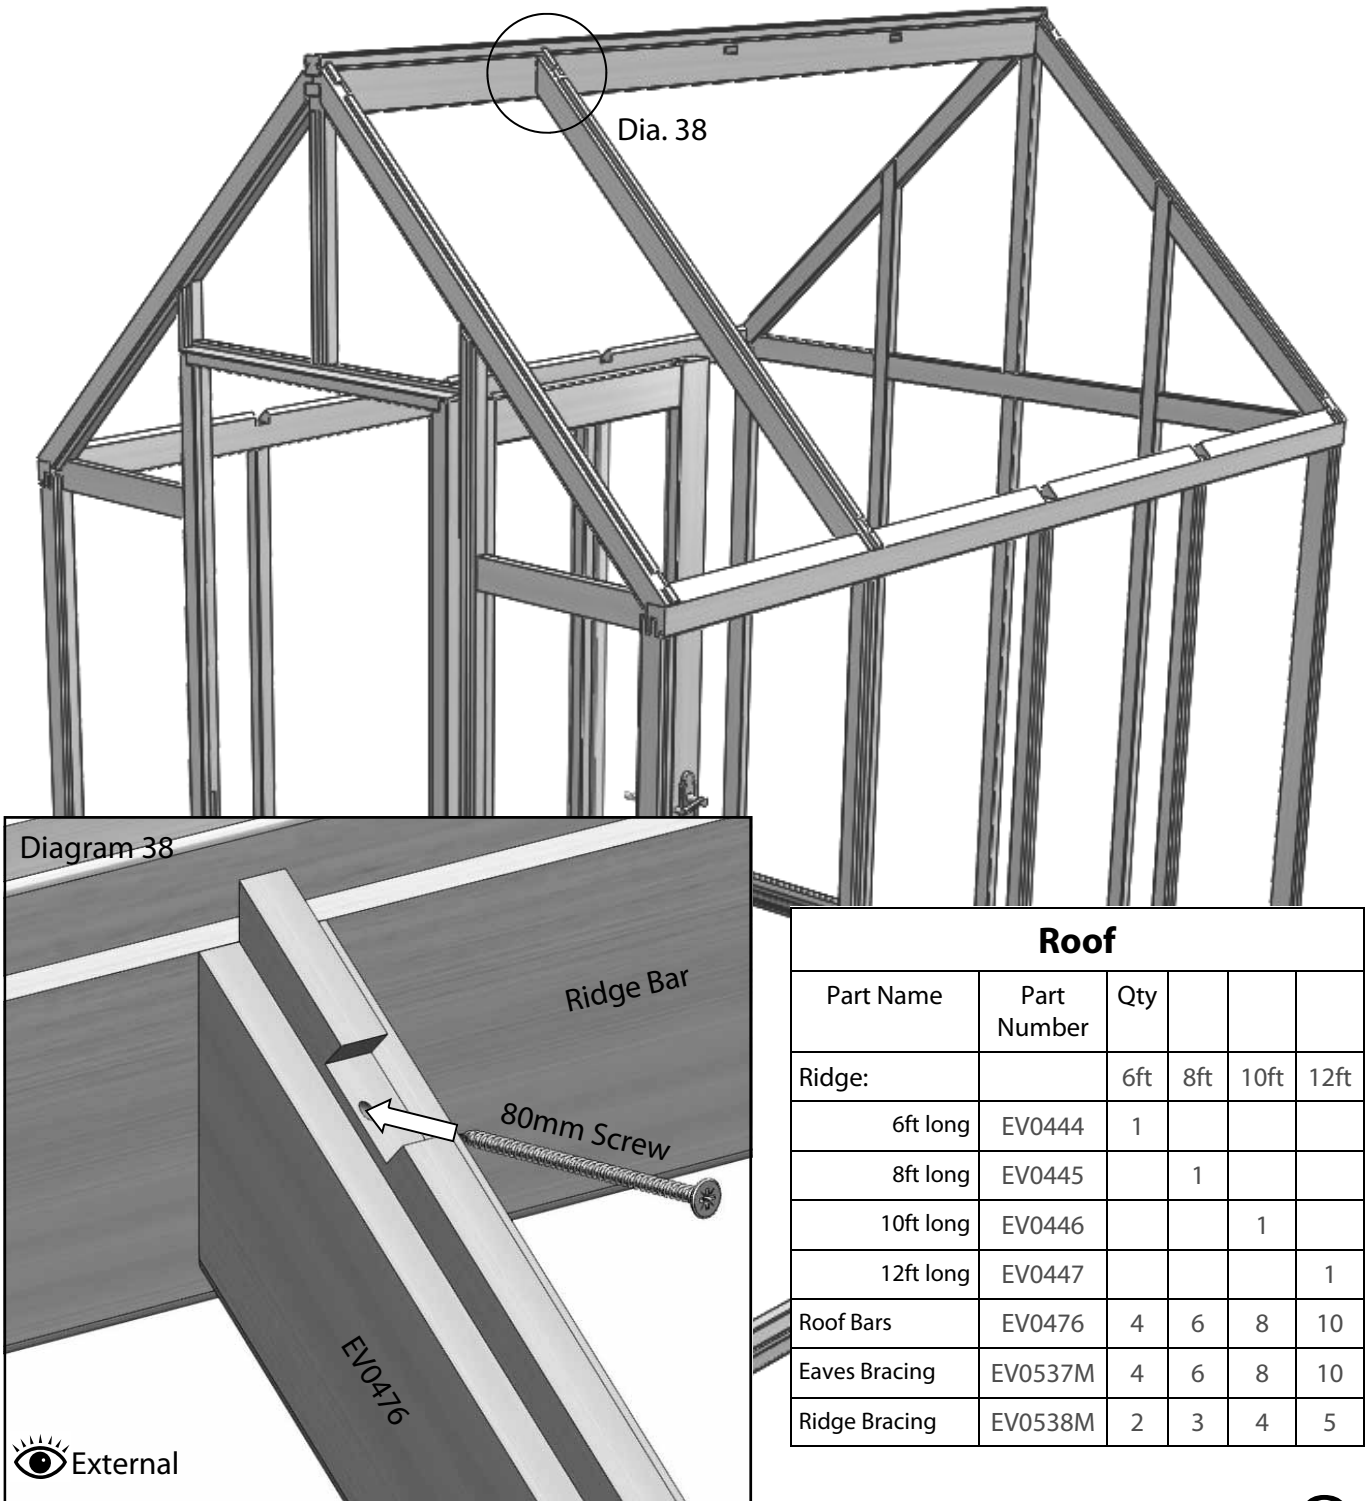 Dia. 38
Diagram 38
Ridge Bar
80mm Screw
EV0476
External
Roof
Part Name Part Number Qty
Ridge: 6ft 8ft 10ft 12ft
6ft long EV0444 1
8ft long EV0445 1
10ft long EV0446 1
12ft long EV0447 1
Roof Bars EV0476 4 6 8 10
Eaves Bracing EV0537M 4 6 8 10
Ridge Bracing EV0538M 2 3 4 5